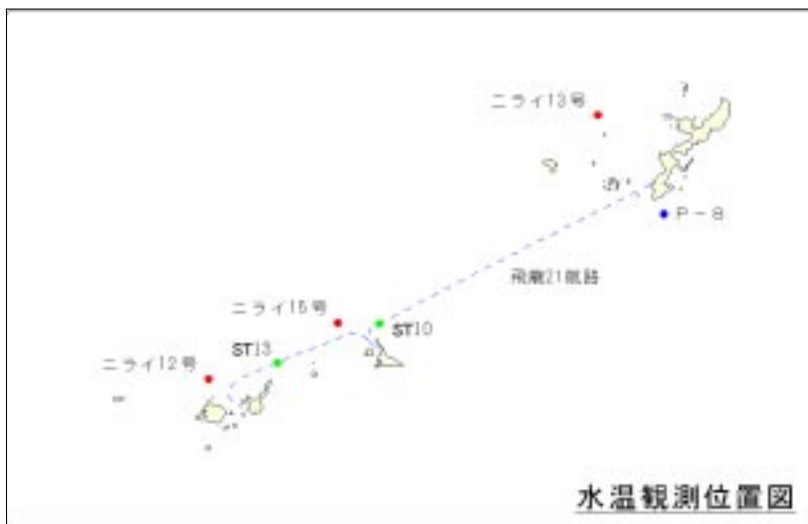 ニライ13号
P-8
飛龍21航路
ニライ15号
ST10
ST13
ニライ12号
水温観測位置図